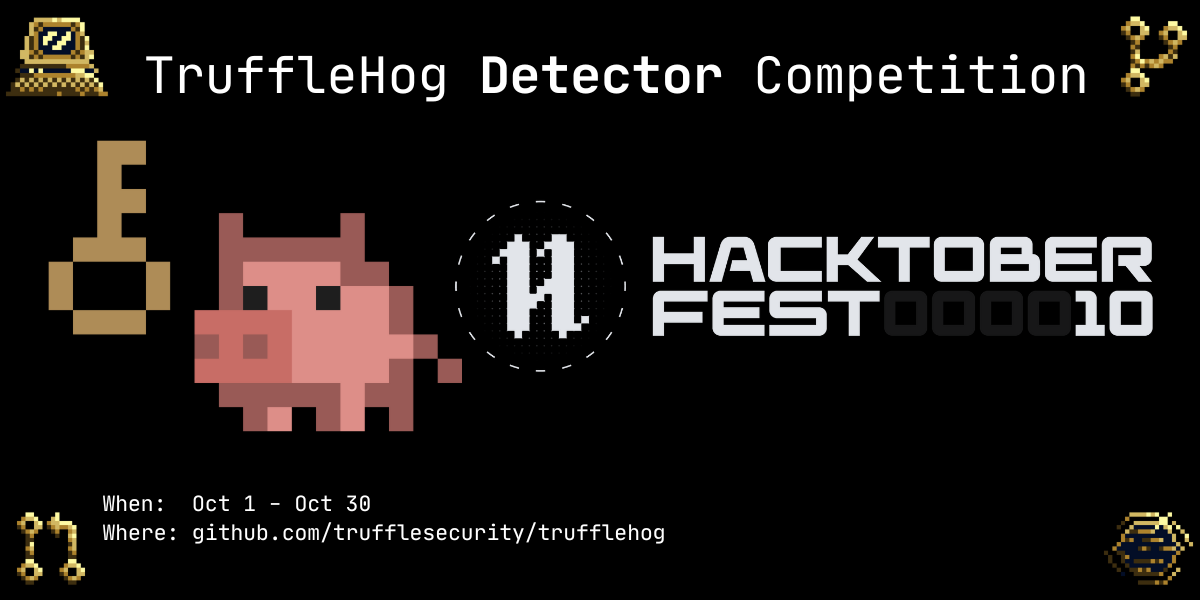 TruffleHog Detector Competition
HACKTOBER
FEST000010
When: Oct 1 - Oct 30
Where: github.com/trufflesecurity/trufflehog